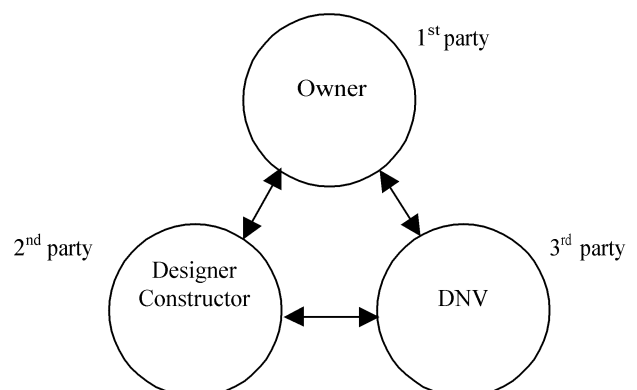 1st party
Owner
2nd party
Designer
Constructor
DNV
3rd party